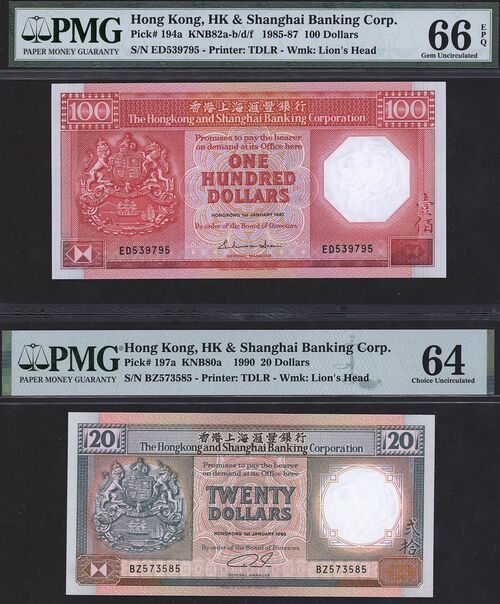 PMG
PAPER MONEY GUARANTY
Hong Kong, HK & Shanghai Banking Corp.
Pick# 194a KNB82a-b/d/f 1985-87 100 Dollars
S/N ED539795 - Printer: TDLR - Wmk: Lion's Head
66 EPQ
Gem Uncirculated
100
香港上海滙豐銀行
100
The Hongkong and Shanghai Banking Corporation
Promises to pay the bearer
on demand at its Office here
ONE
HUNDRED
DOLLARS
HONGKONG 1ST JANUARY 1987
By order of the Board of Directors
ED539795
ED539795
GENERAL MANAGER
PMG
PAPER MONEY GUARANTY
Hong Kong, HK & Shanghai Banking Corp.
Pick# 197a KNB80a 1990 20 Dollars
S/N BZ573585 - Printer: TDLR - Wmk: Lion's Head
64
Choice Uncirculated
20
香港上海滙豐銀行
20
The Hongkong and Shanghai Banking Corporation
Promises to pay the bearer
on demand at its Office here
TWENTY
DOLLARS
HONGKONG 1ST JANUARY 1990
By order of the Board of Directors
BZ573585
BZ573585
GENERAL MANAGER